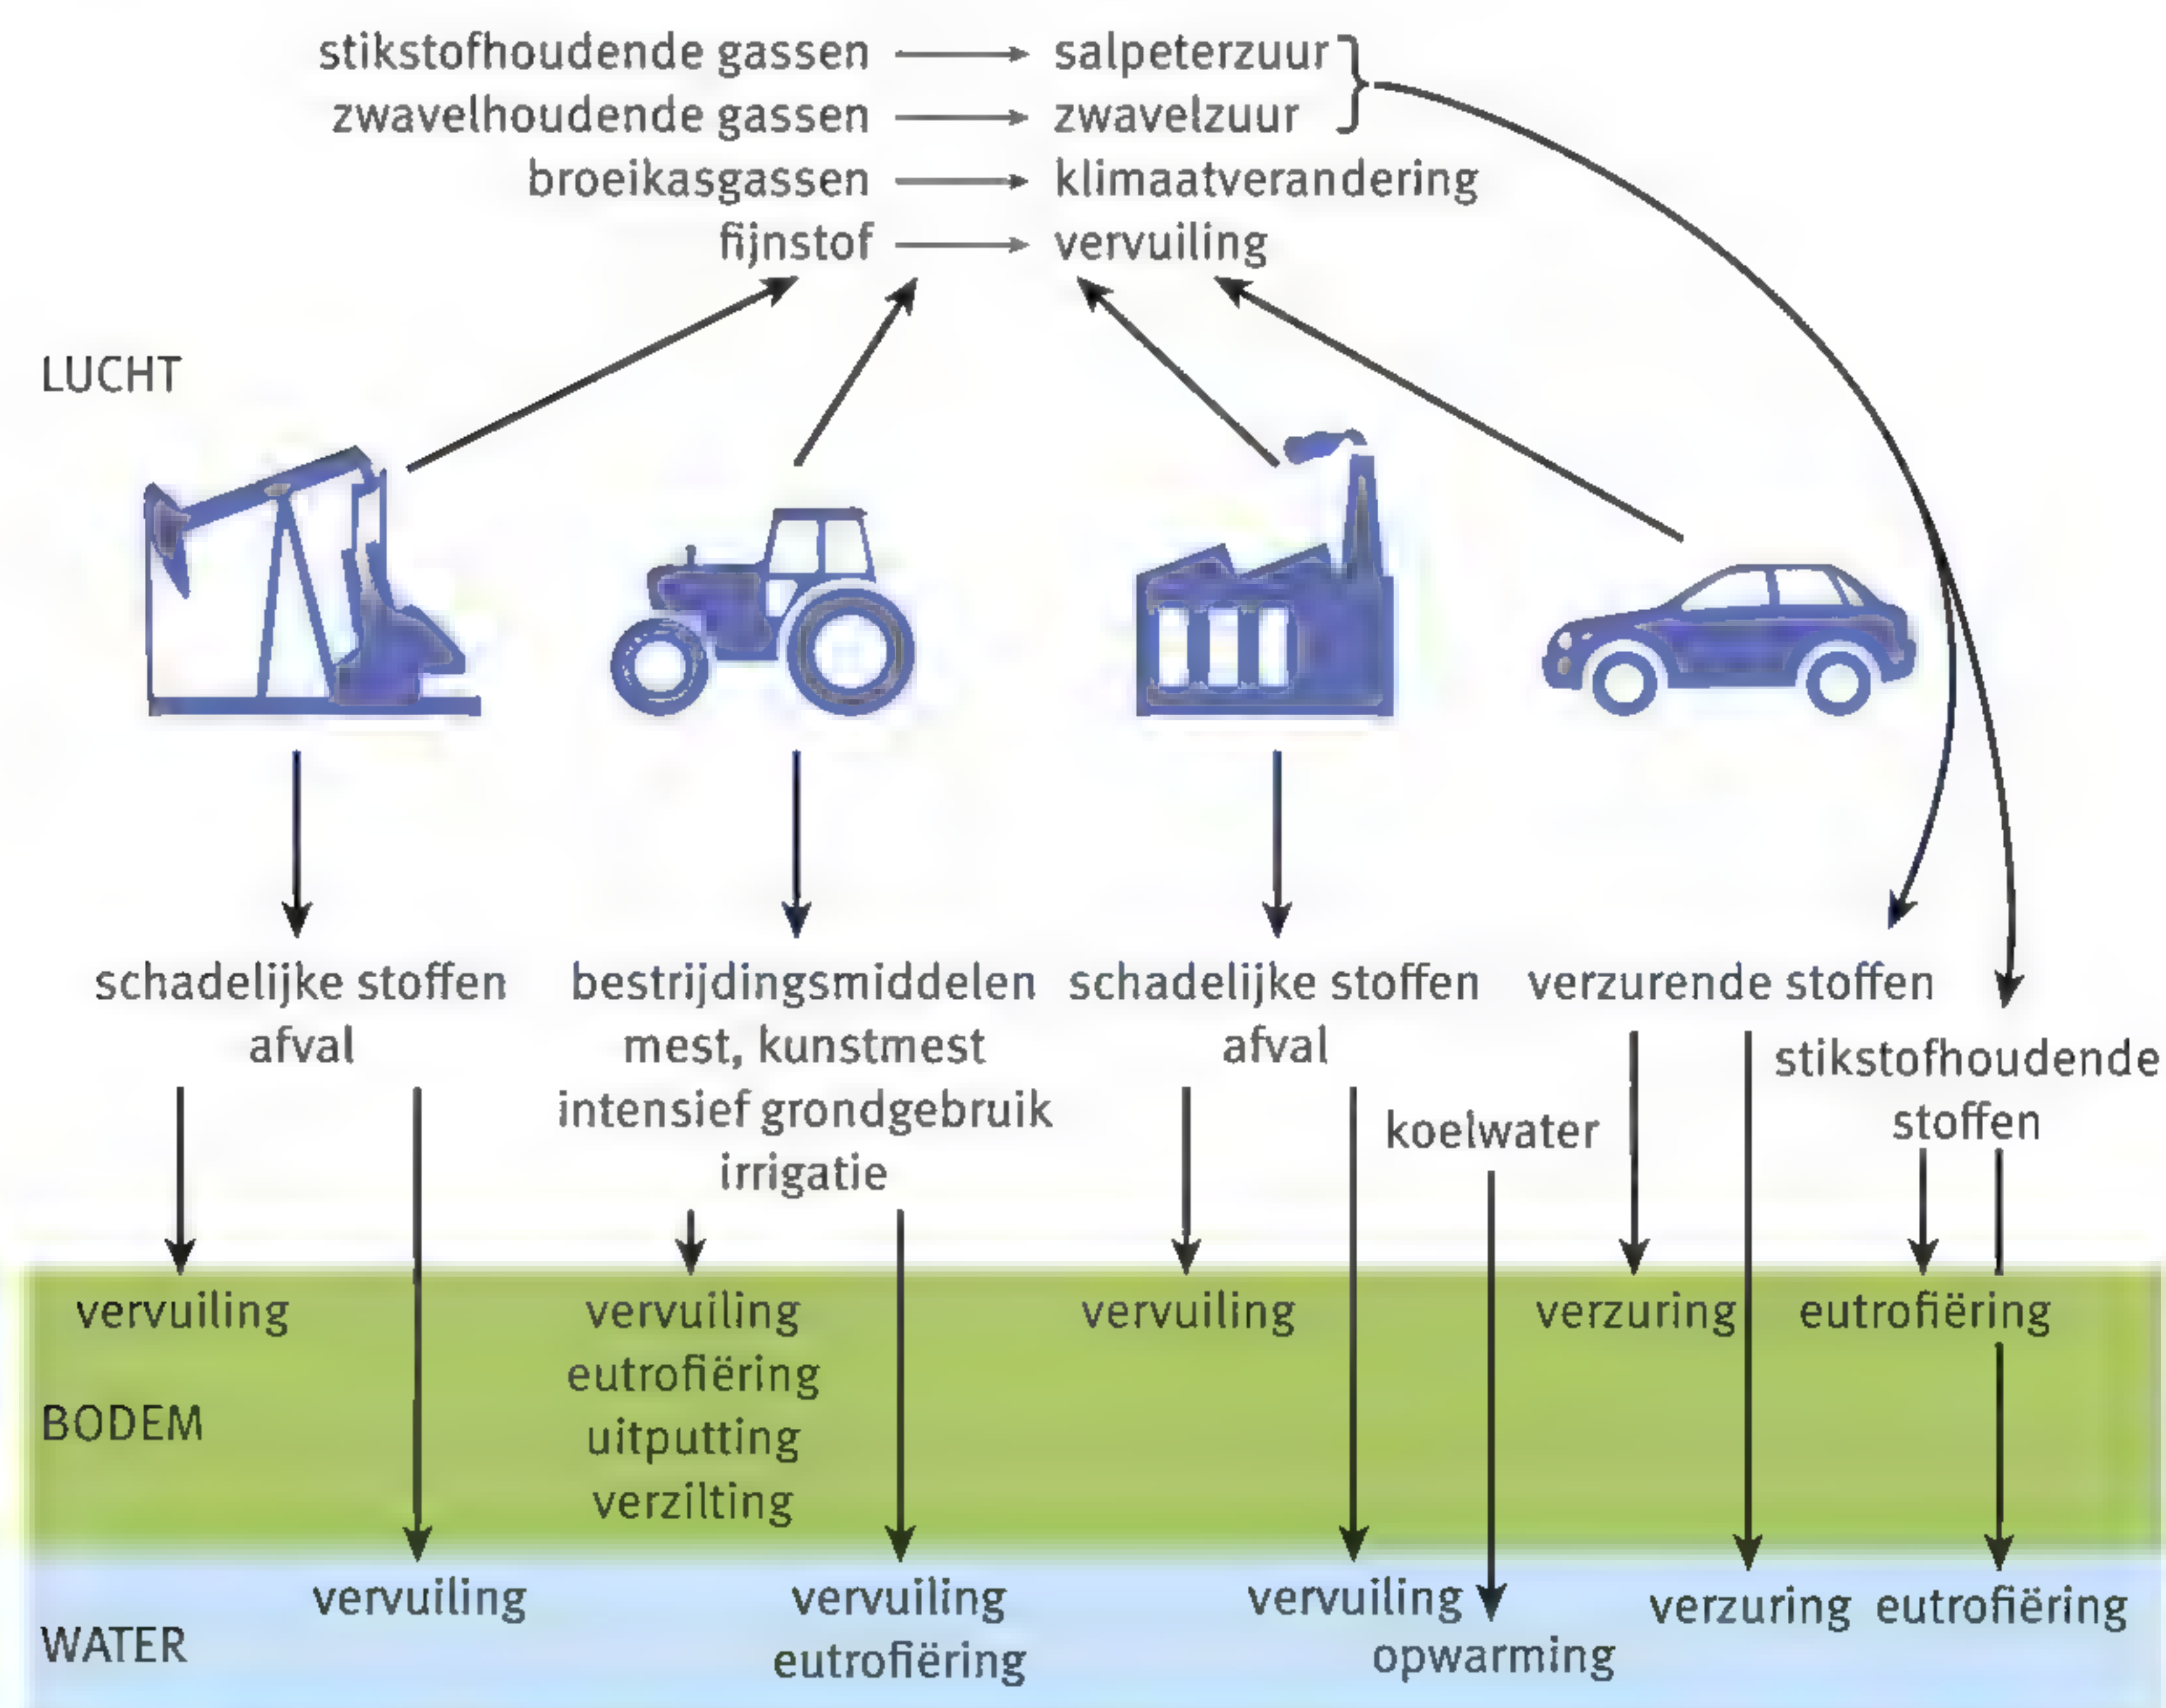 stikstofhoudende gassen → salpeterzuur
zwavelhoudende gassen → zwavelzuur
broeikasgassen → klimaatverandering
fijnstof → vervuiling
LUCHT
schadelijke stoffen
afval
bestrijdingsmiddelen
mest, kunstmest
intensief grondgebruik
irrigatie
schadelijke stoffen
afval
koelwater
verzurende stoffen
stikstofhoudende
stoffen
BODEM
vervuiling
vervuiling
eutrofiëring
uitputting
verzilting
vervuiling
verzuring
eutrofiëring
WATER
vervuiling
vervuiling
eutrofiëring
vervuiling
opwarming
verzuring
eutrofiëring